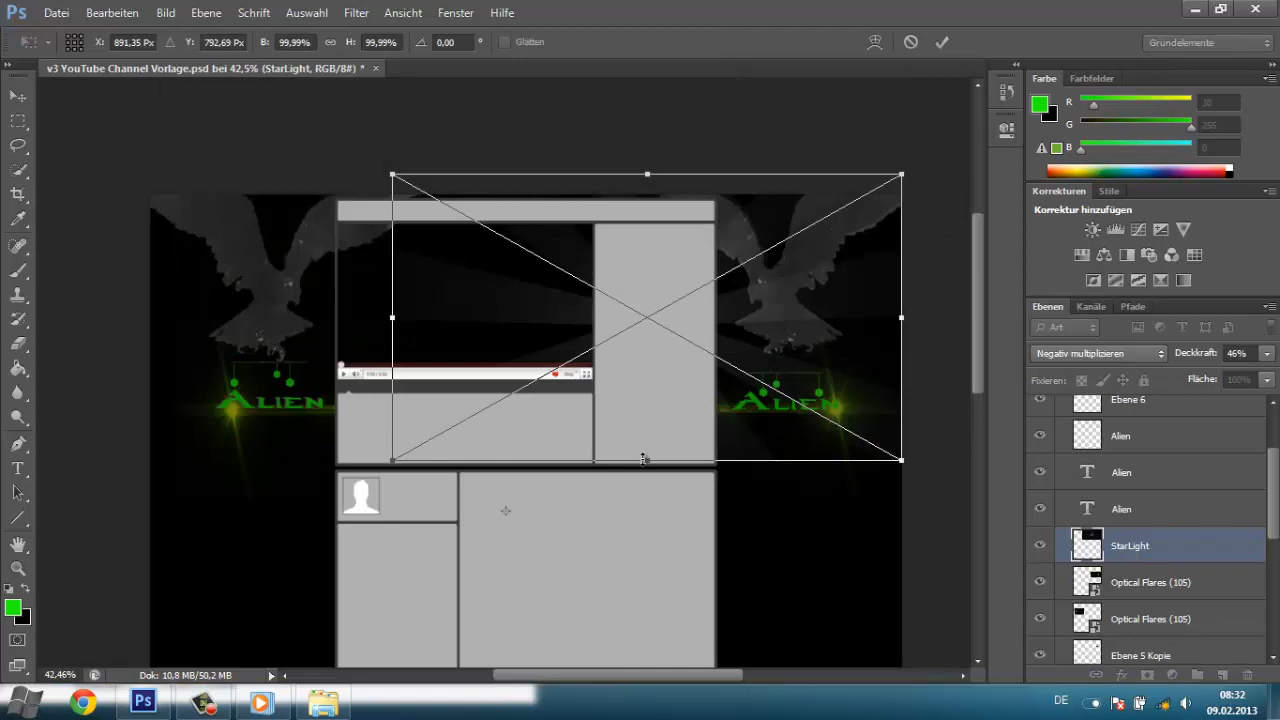 Ps Datei Bearbeiten Bild Ebene Schrift Auswahl Filter Ansicht Fenster Hilfe
X: 891,35 Px Y: 792,69 Px B: 99,99% H: 99,99% 0,00 ° Glätten Grundelemente
v3 YouTube Channel Vorlage.psd bei 42,5% (StarLight, RGB/8#) * ×
Farbe Farbfelder
R 30
G 255
B 0
Korrekturen Stile
Korrektur hinzufügen
Ebenen Kanäle Pfade
Art
Negativ multiplizieren Deckkraft: 46%
Fixieren: Fläche: 100%
Ebene 6
Alien
Alien
Alien
StarLight
Optical Flares (105)
Optical Flares (105)
Ebene 5 Kopie
Alien
Alien
42,46% Dok: 10,8 MB/50,2 MB
Ps DE 08:32
09.02.2013